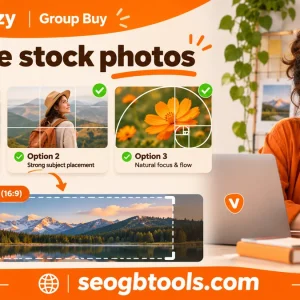 zy | Group Buy
e stock photos
Option 2
Strong subject placement
Option 3
Natural focus & flow
(16:9)
V
seogbtools.com